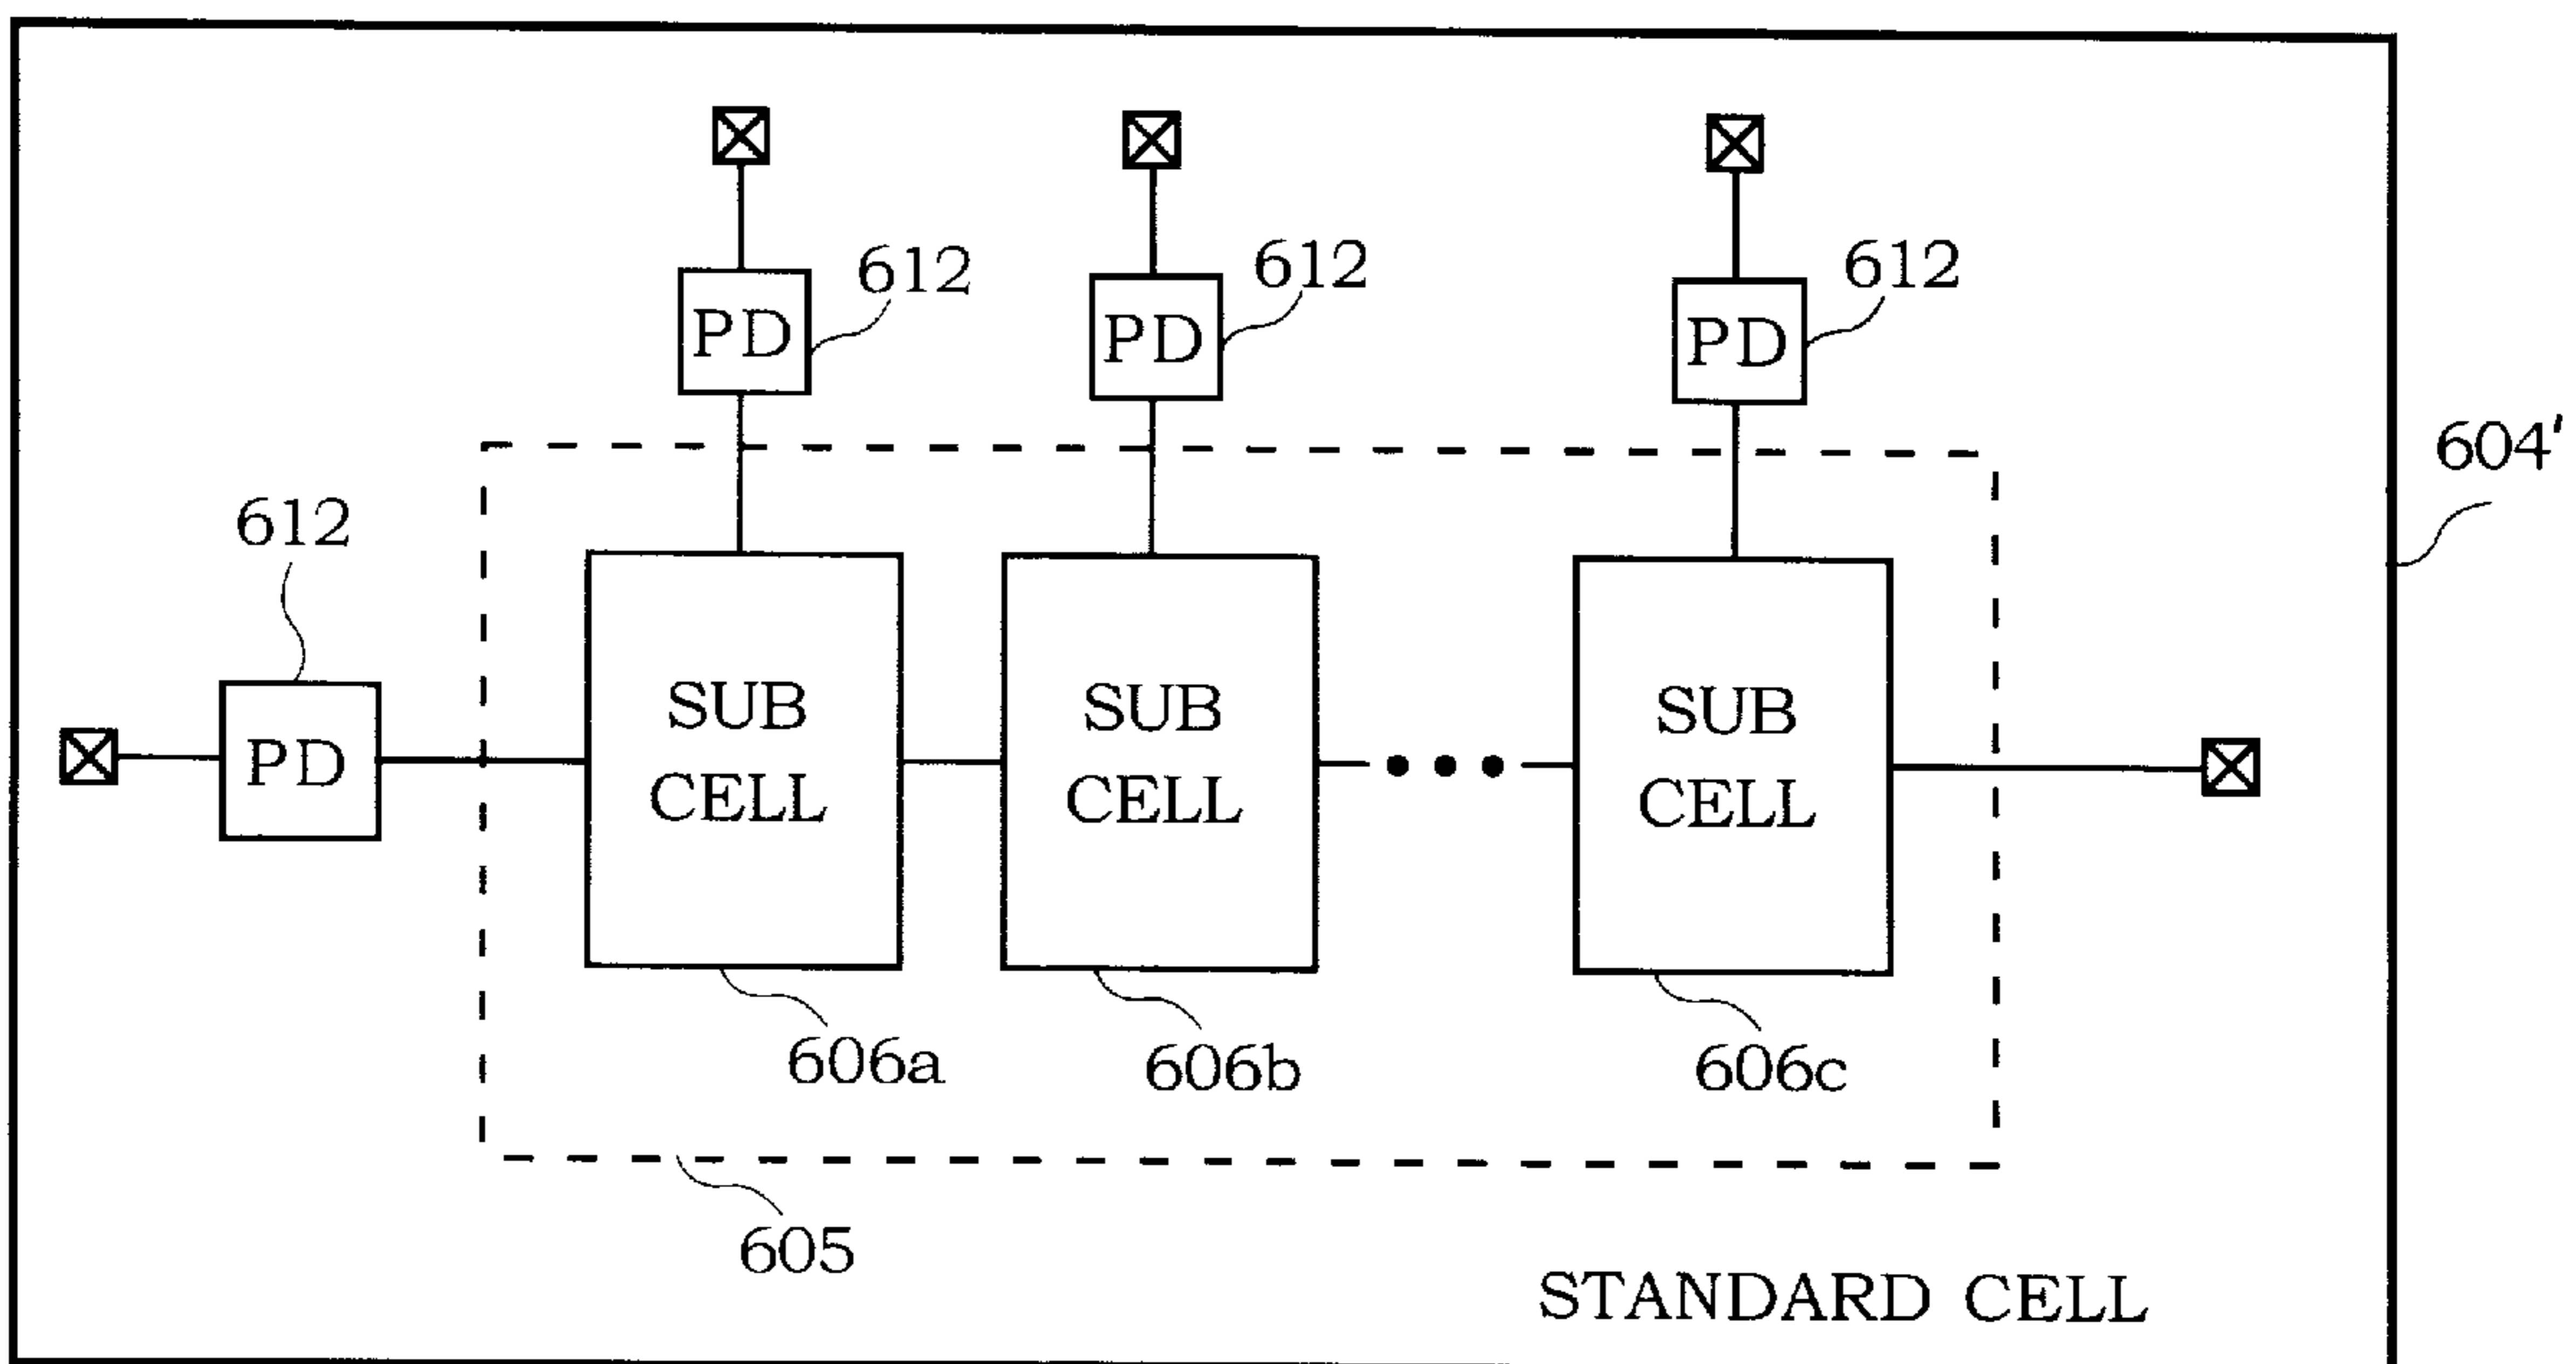 612
612
612
PD
PD
PD
604'
612
PD
SUB
CELL
SUB
CELL
SUB
CELL
606a
606b
606c
605
STANDARD CELL